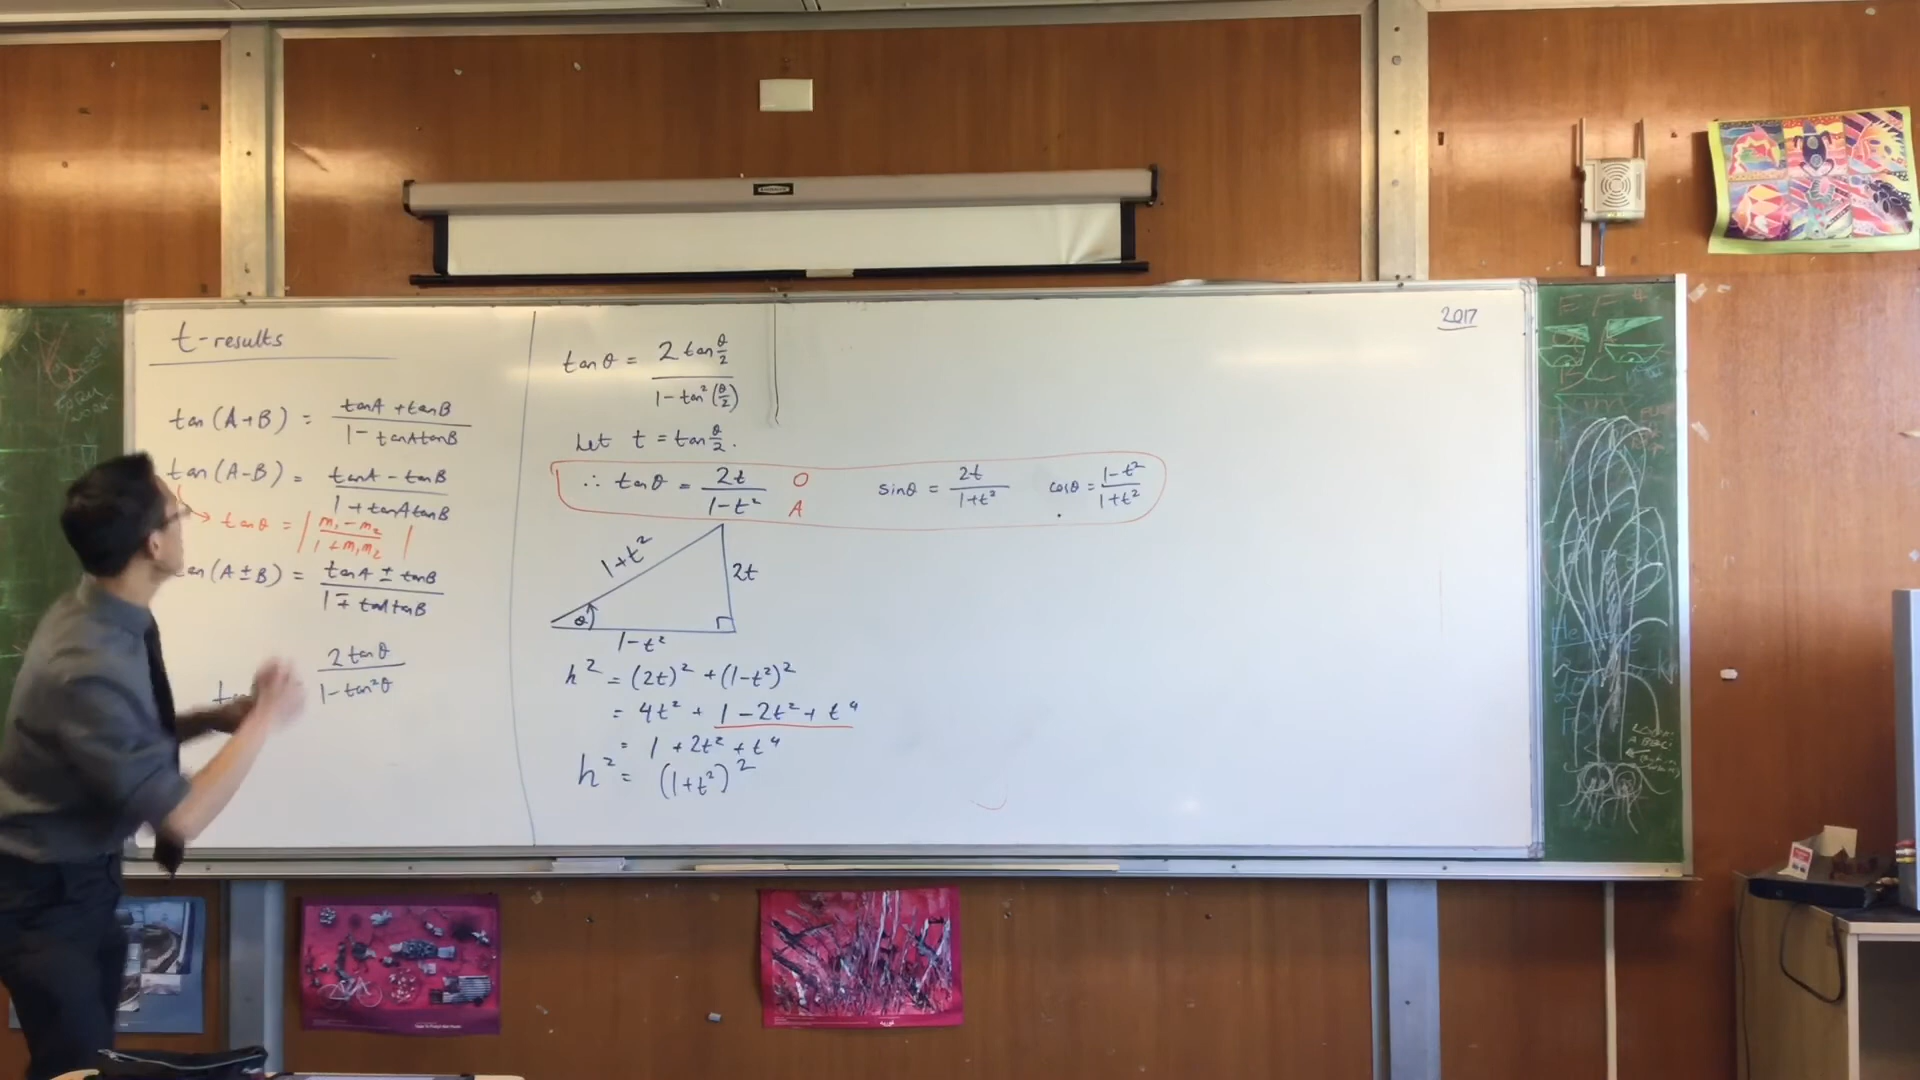 t-results
tan(A+B) = (tanA + tanB)/(1 - tanAtanB)
tan(A-B) = (tanA - tanB)/(1 + tanAtanB)
→ tanθ = |(m₁ - m₂)/(1 + m₁m₂)|
tan(A±B) = (tanA ± tanB)/(1 ∓ tanAtanB)
(2tanθ)/(1 - tan²θ)
tanθ = (2tan θ/2)/(1 - tan²(θ/2))
Let t = tan θ/2.
∴ tanθ = 2t/(1-t²) O/A sinθ = 2t/(1+t²) cosθ = (1-t²)/(1+t²)
1+t²
2t
θ
1-t²
h² = (2t)² + (1-t²)²
= 4t² + 1 - 2t² + t⁴
= 1 + 2t² + t⁴
h² = (1+t²)²
2017